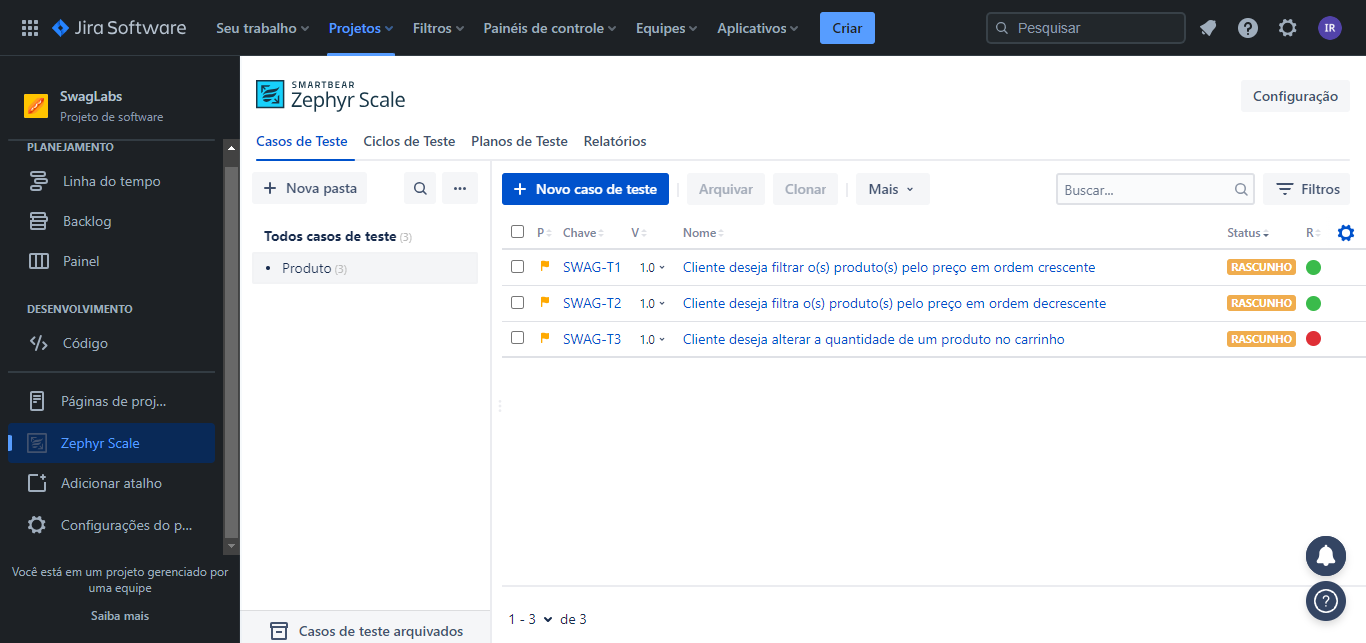 Jira Software Seu trabalho Projetos Filtros Painéis de controle Equipes Aplicativos Criar Pesquisar IR
SwagLabs
Projeto de software
PLANEJAMENTO
Linha do tempo
Backlog
Painel
DESENVOLVIMENTO
Código
Páginas de proj...
Zephyr Scale
Adicionar atalho
Configurações do p...
Você está em um projeto gerenciado por
uma equipe
Saiba mais
SMARTBEAR
Zephyr Scale
Configuração
Casos de Teste Ciclos de Teste Planos de Teste Relatórios
+ Nova pasta ...
Todos casos de teste (3)
• Produto (3)
Casos de teste arquivados
+ Novo caso de teste Arquivar Clonar Mais Buscar... Filtros
P Chave V Nome Status R
SWAG-T1 1.0 Cliente deseja filtrar o(s) produto(s) pelo preço em ordem crescente RASCUNHO
SWAG-T2 1.0 Cliente deseja filtra o(s) produto(s) pelo preço em ordem decrescente RASCUNHO
SWAG-T3 1.0 Cliente deseja alterar a quantidade de um produto no carrinho RASCUNHO
1 - 3 de 3